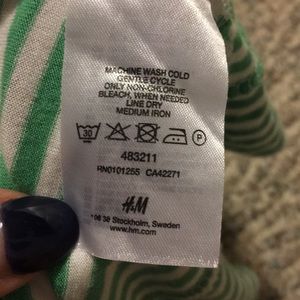 MACHINE WASH COLD
GENTLE CYCLE
ONLY NON-CHLORINE
BLEACH, WHEN NEEDED
LINE DRY
MEDIUM IRON
30 P
483211
RN0101255 CA42271
H&M
106 38 Stockholm, Sweden
www.hm.com